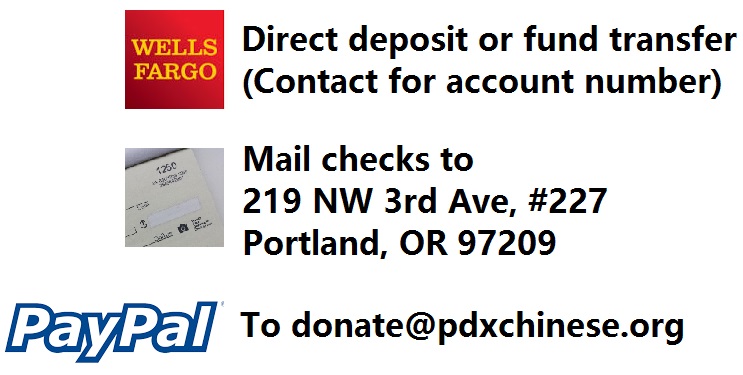 WELLS
FARGO
Direct deposit or fund transfer
(Contact for account number)
1250
Mail checks to
219 NW 3rd Ave, #227
Portland, OR 97209
PayPal
To donate@pdxchinese.org